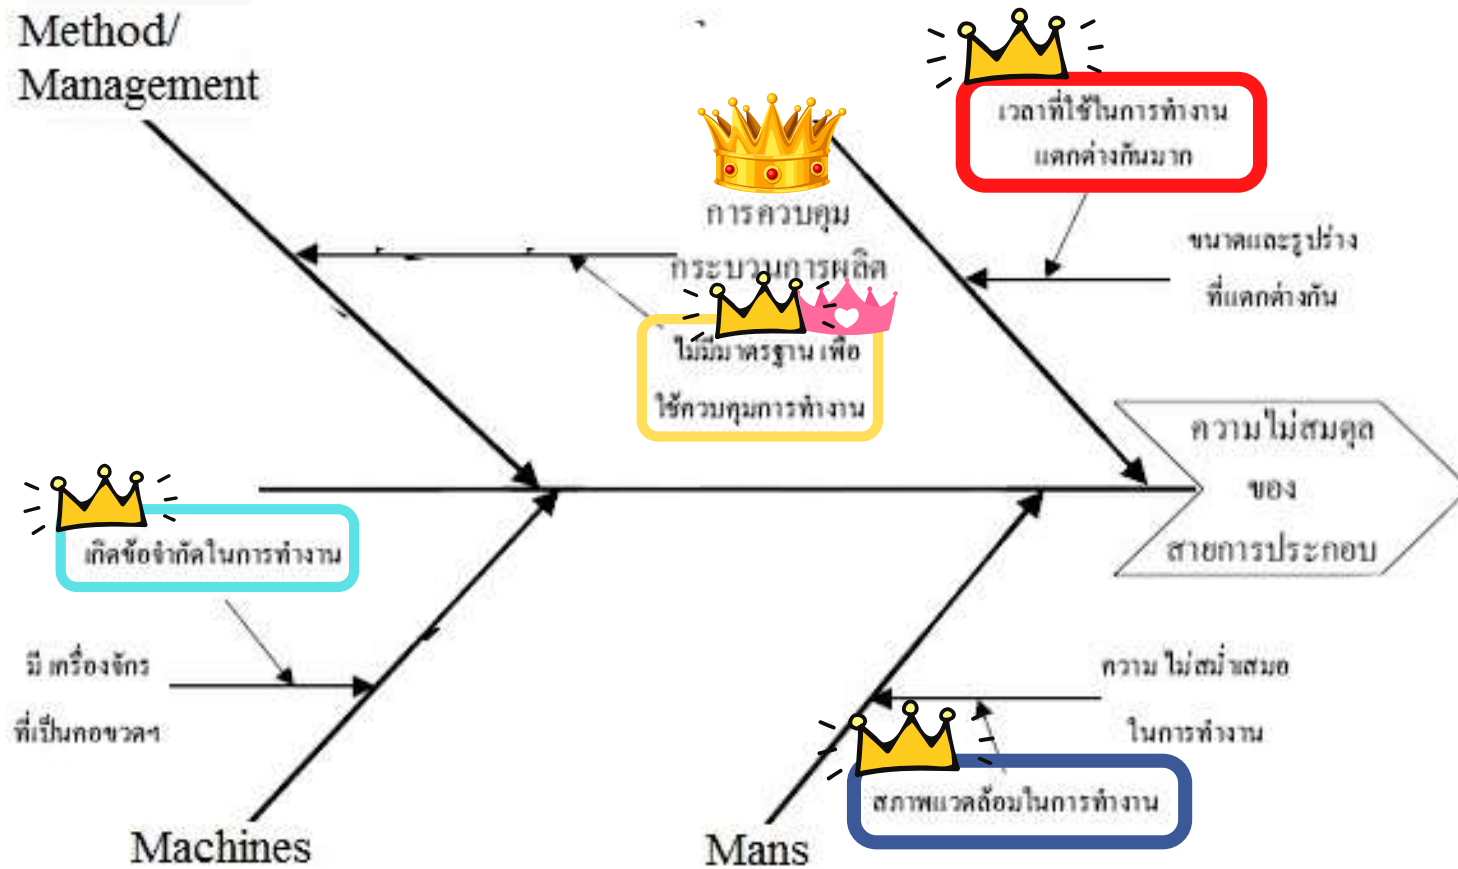 Method/
Management
เวลาที่ใช้ในการทำงาน
แตกต่างกันมาก
การควบคุม
กระบวนการผลิต
ขนาดและรูปร่าง
ที่แตกต่างกัน
ไม่มีมาตรฐาน เพื่อ
ใช้ควบคุมการทำงาน
ความไม่สมดุล
ของ
สายการประกอบ
เกิดข้อจำกัดในการทำงาน
มี เครื่องจักร
ที่เป็นคอขวดฯ
ความ ไม่สม่ำเสมอ
ในการทำงาน
สภาพแวดล้อมในการทำงาน
Machines
Mans